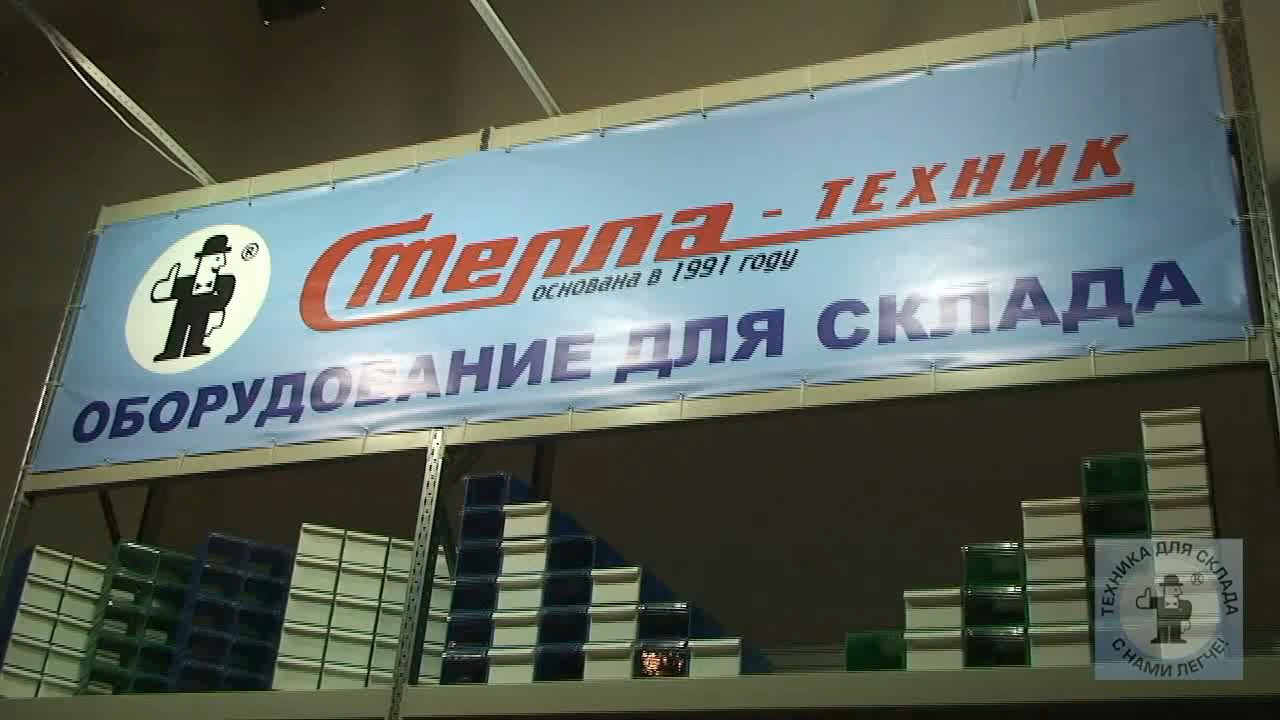 Стелла - ТЕХНИК
основана в 1991 году
®
ОБОРУДОВАНИЕ ДЛЯ СКЛАДА
ТЕХНИКА ДЛЯ СКЛАДА
®
С НАМИ ЛЕГЧЕ!